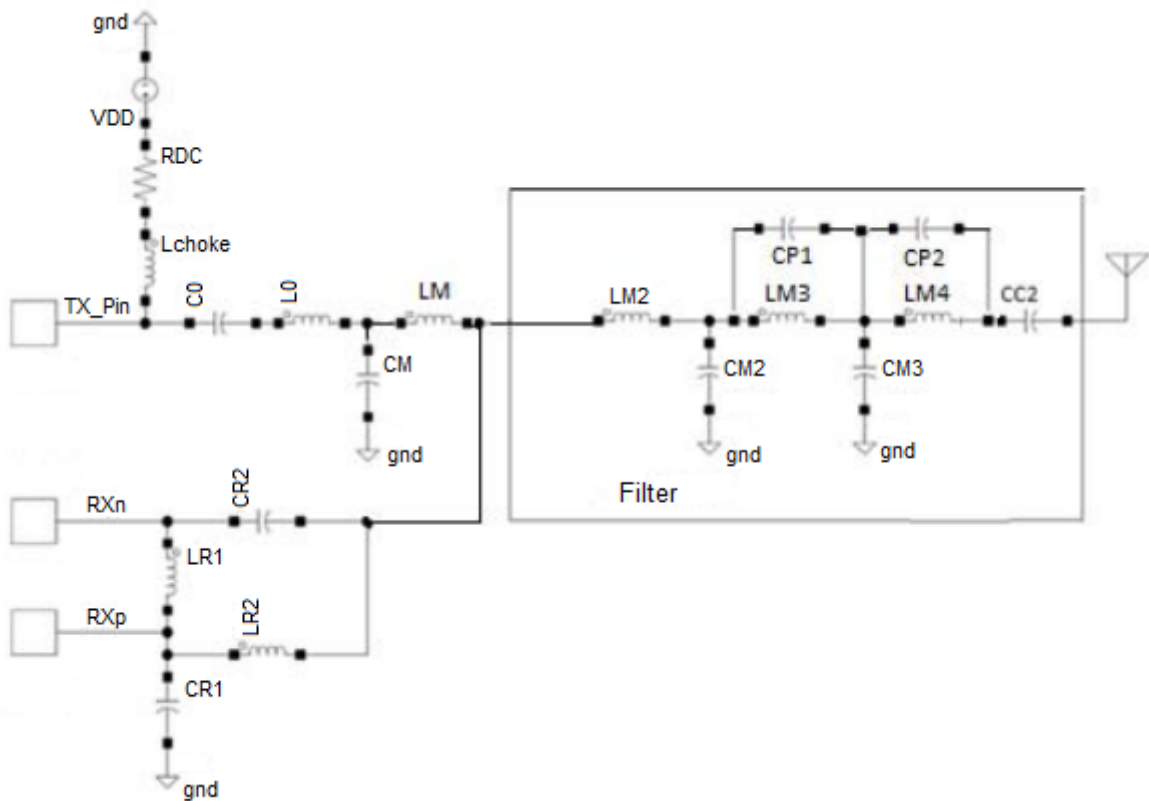 gnd
VDD
RDC
Lchoke
TX_Pin
C0
L0
LM
CM
gnd
LM2
CP1
CP2
LM3
LM4
CC2
CM2
CM3
gnd
gnd
Filter
RXn
CR2
LR1
RXp
LR2
CR1
gnd